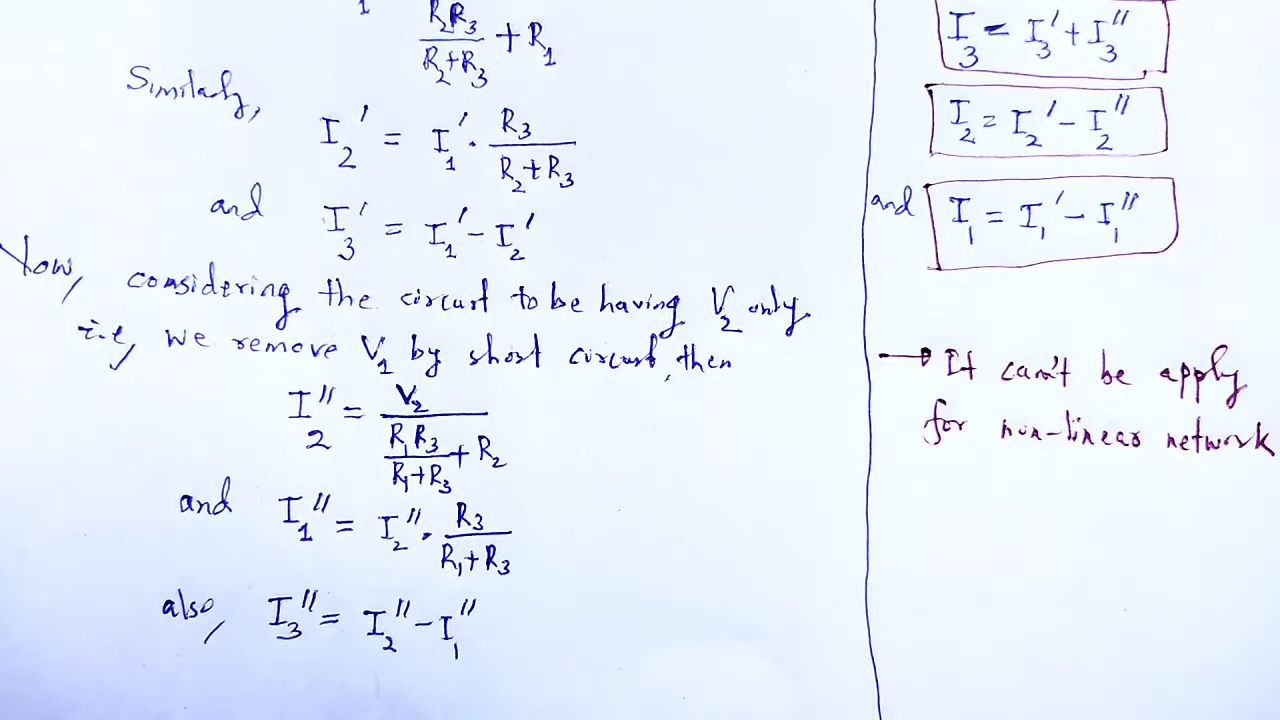 1
R₂R₃
R₂+R₃ + R₁
Similarly,
I₂′ = I₁′ · R₃
R₂+R₃
and I₃′ = I₁′ - I₂′
Now, considering the circuit to be having V₂ only.
i.e, we remove V₁ by short circuit, then
I₂″ = V₂
R₁R₃
R₁+R₃ + R₂
and I₁″ = I₂″ · R₃
R₁+R₃
also, I₃″ = I₂″ - I₁″
I₃ = I₃′ + I₃″
I₂ = I₂′ - I₂″
and I₁ = I₁′ - I₁″
→ It can't be apply
for non-linear network